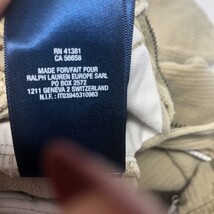 RN 41381
CA 56658
MADE FOR/FAIT POUR
RALPH LAUREN EUROPE SARL
PO BOX 2572
1211 GENEVA 2 SWITZERLAND
N.I.F.: IT03045310963